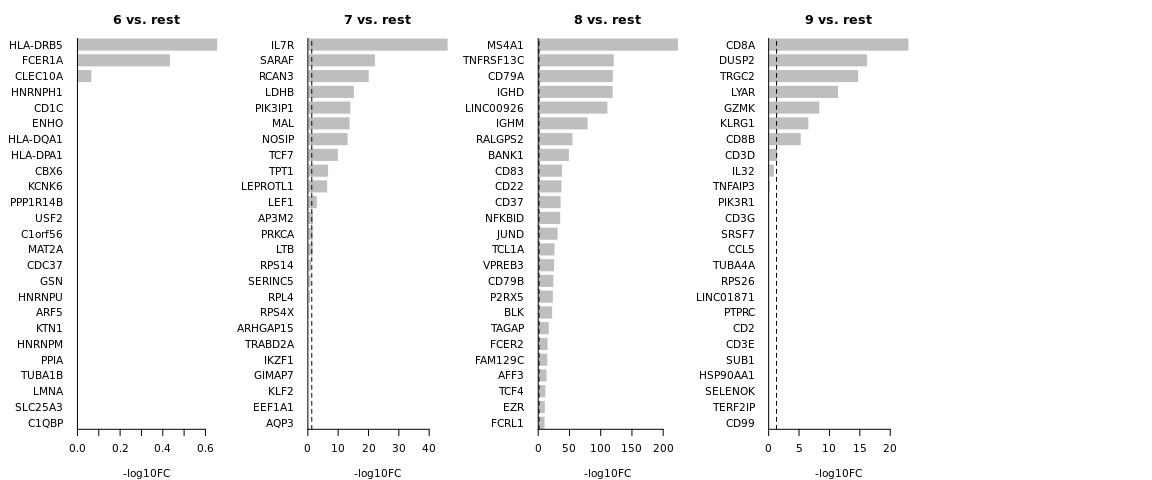 6 vs. rest
HLA-DRB5
FCER1A
CLEC10A
HNRNPH1
CD1C
ENHO
HLA-DQA1
HLA-DPA1
CBX6
KCNK6
PPP1R14B
USF2
C1orf56
MAT2A
CDC37
GSN
HNRNPU
ARF5
KTN1
HNRNPM
PPIA
TUBA1B
LMNA
SLC25A3
C1QBP
0.0 0.2 0.4 0.6
-log10FC
7 vs. rest
IL7R
SARAF
RCAN3
LDHB
PIK3IP1
MAL
NOSIP
TCF7
TPT1
LEPROTL1
LEF1
AP3M2
PRKCA
LTB
RPS14
SERINC5
RPL4
RPS4X
ARHGAP15
TRABD2A
IKZF1
GIMAP7
KLF2
EEF1A1
AQP3
0 10 20 30 40
-log10FC
8 vs. rest
MS4A1
TNFRSF13C
CD79A
IGHD
LINC00926
IGHM
RALGPS2
BANK1
CD83
CD22
CD37
NFKBID
JUND
TCL1A
VPREB3
CD79B
P2RX5
BLK
TAGAP
FCER2
FAM129C
AFF3
TCF4
EZR
FCRL1
0 50 100 150 200
-log10FC
9 vs. rest
CD8A
DUSP2
TRGC2
LYAR
GZMK
KLRG1
CD8B
CD3D
IL32
TNFAIP3
PIK3R1
CD3G
SRSF7
CCL5
TUBA4A
RPS26
LINC01871
PTPRC
CD2
CD3E
SUB1
HSP90AA1
SELENOK
TERF2IP
CD99
0 5 10 15 20
-log10FC